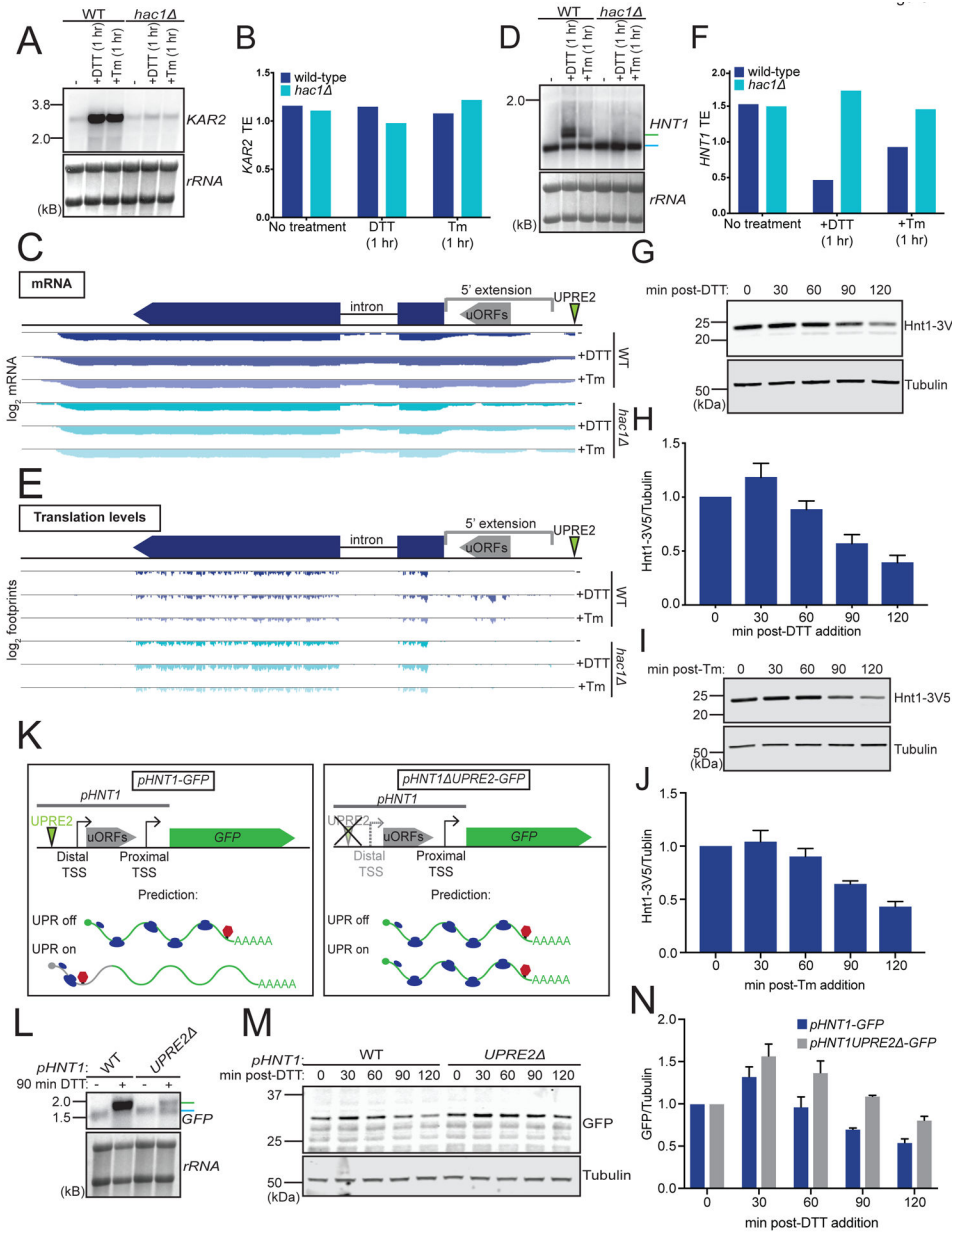 A
WT
hac1Δ
-
+DTT (1 hr)
+Tm (1 hr)
-
+DTT (1 hr)
+Tm (1 hr)
3.8
2.0
KAR2
rRNA
(kB)
B
wild-type
hac1Δ
KAR2 TE
1.5
1.0
0.5
0.0
No treatment
DTT
(1 hr)
Tm
(1 hr)
D
WT
hac1Δ
-
+DTT (1 hr)
+Tm (1 hr)
-
+DTT (1 hr)
+Tm (1 hr)
2.0
HNT1
rRNA
(kB)
F
wild-type
hac1Δ
HNT1 TE
2.0
1.5
1.0
0.5
0.0
No treatment
+DTT
(1 hr)
+Tm
(1 hr)
C
mRNA
intron
5’ extension
uORFs
UPRE2
log2 mRNA
-
+DTT
+Tm
WT
-
+DTT
+Tm
hac1Δ
E
Translation levels
intron
5’ extension
uORFs
UPRE2
log2 footprints
-
+DTT
+Tm
WT
-
+DTT
+Tm
hac1Δ
G
min post-DTT: 0 30 60 90 120
25
20
Hnt1-3V
50
(kDa)
Tubulin
H
Hnt1-3V5/Tubulin
1.5
1.0
0.5
0.0
0 30 60 90 120
min post-DTT addition
I
min post-Tm: 0 30 60 90 120
25
20
Hnt1-3V5
50
(kDa)
Tubulin
J
Hnt1-3V5/Tublin
1.5
1.0
0.5
0.0
0 30 60 90 120
min post-Tm addition
K
pHNT1-GFP
pHNT1
UPRE2
uORFs
GFP
Distal
TSS
Proximal
TSS
Prediction:
UPR off
AAAAA
UPR on
AAAAA
pHNT1ΔUPRE2-GFP
pHNT1
UPRE2
uORFs
GFP
Distal
TSS
Proximal
TSS
Prediction:
UPR off
AAAAA
UPR on
AAAAA
L
pHNT1: WT UPRE2Δ
90 min DTT: - + - +
2.0
1.5
GFP
rRNA
(kB)
M
pHNT1: WT UPRE2Δ
min post-DTT: 0 30 60 90 120 0 30 60 90 120
37
25
GFP
50
(kDa)
Tubulin
N
pHNT1-GFP
pHNT1UPRE2Δ-GFP
GFP/Tubulin
2.0
1.5
1.0
0.5
0.0
0 30 60 90 120
min post-DTT addition